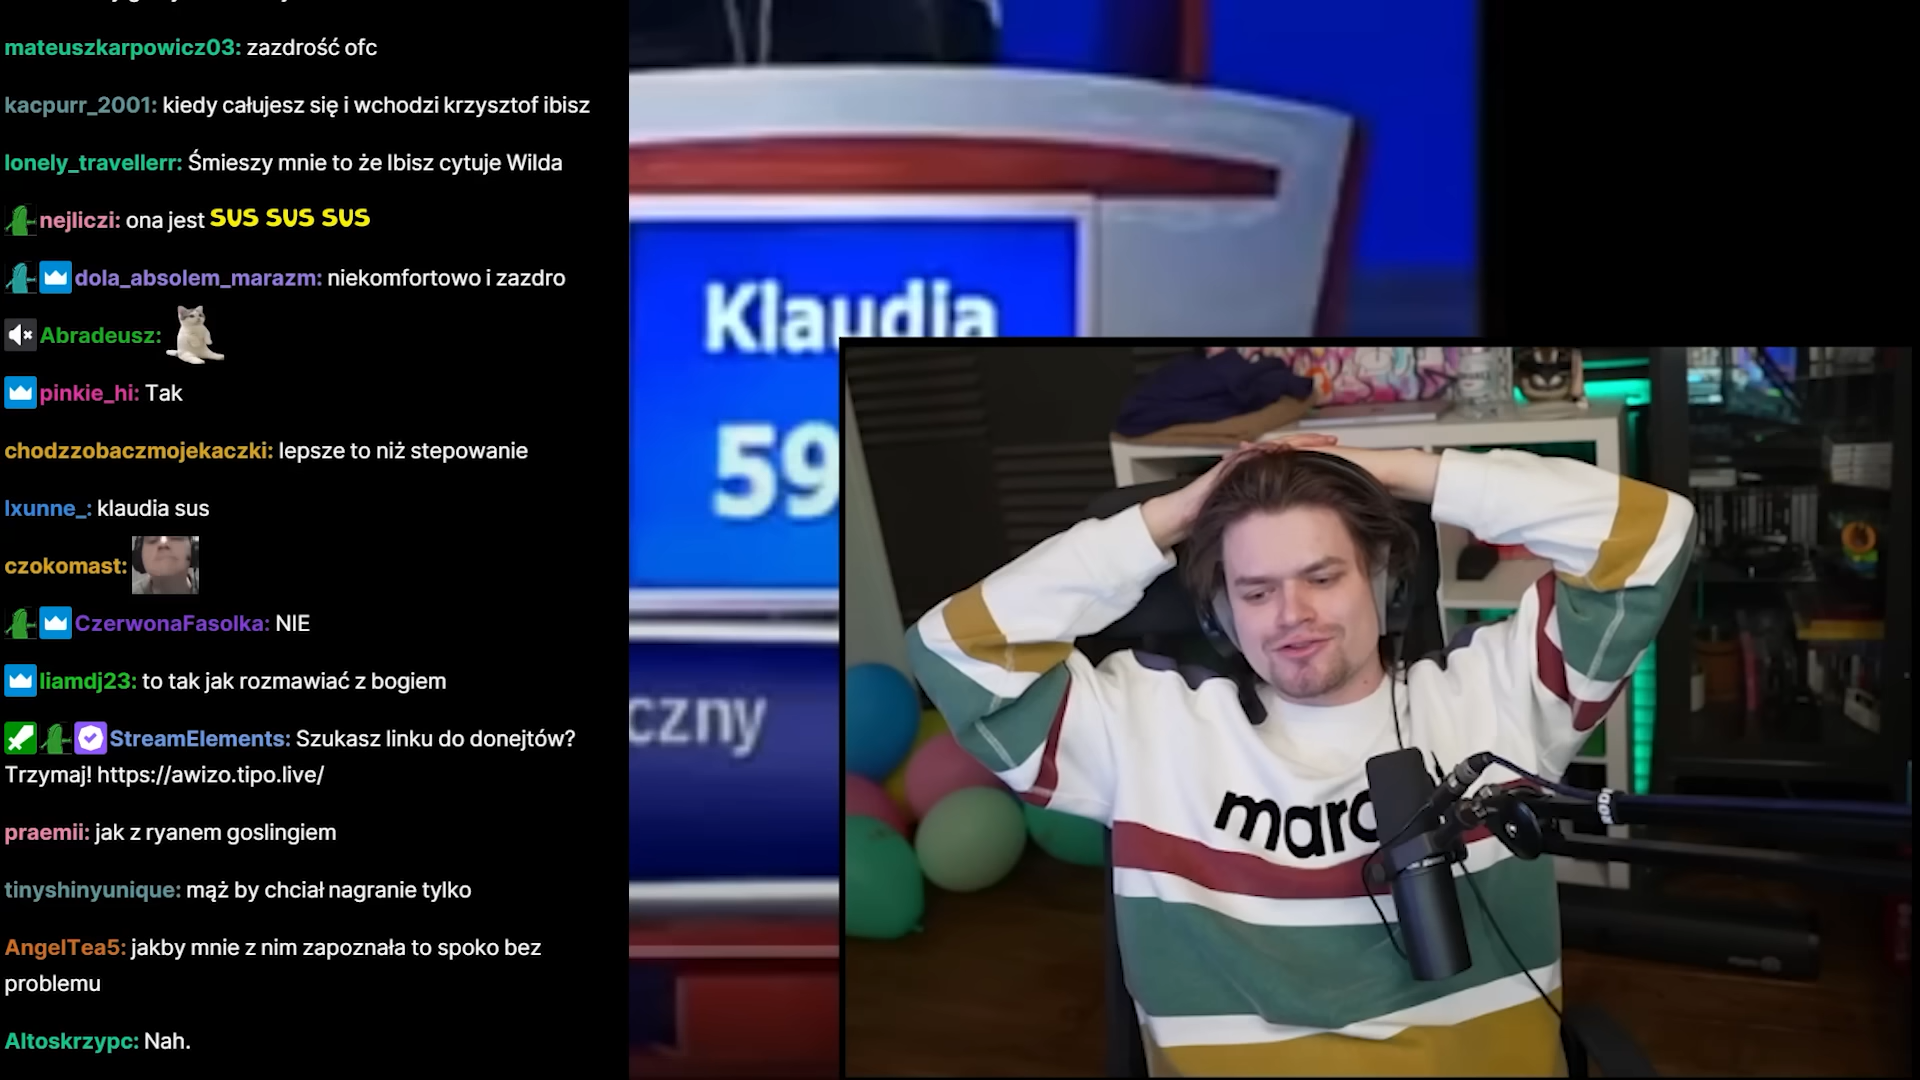 mateuszkarpowicz03: zazdrość ofc
kacpurr_2001: kiedy całujesz się i wchodzi krzysztof ibisz
lonely_travellerr: Śmieszy mnie to że Ibisz cytuje Wilda
nejliczi: ona jest SUS SUS SUS
dola_absolem_marazm: niekomfortowo i zazdro
Abradeusz:
pinkie_hi: Tak
chodzzobaczmojekaczki: lepsze to niż stepowanie
lxunne_: klaudia sus
czokomast:
CzerwonaFasolka: NIE
liamdj23: to tak jak rozmawiać z bogiem
StreamElements: Szukasz linku do donejtów?
Trzymaj! https://awizo.tipo.live/
praemii: jak z ryanem goslingiem
tinyshinyunique: mąż by chciał nagranie tylko
AngelTea5: jakby mnie z nim zapoznała to spoko bez
problemu
Altoskrzypc: Nah.
Klaudia
59
czny
marc
RODE